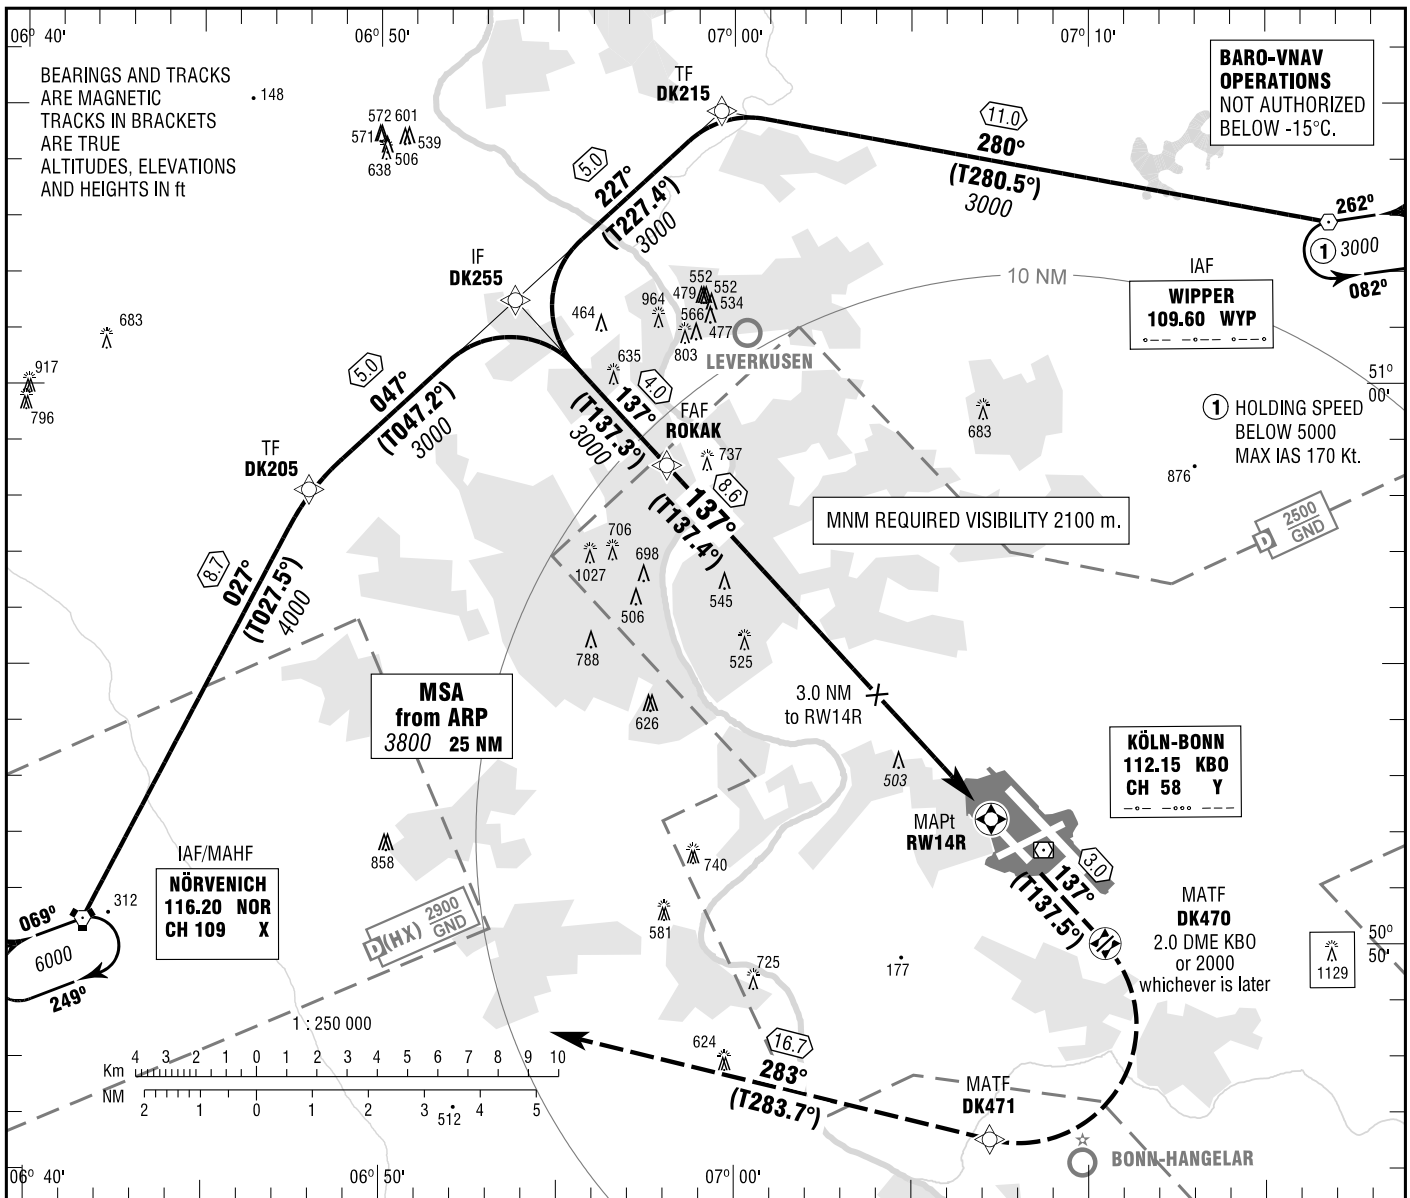 06° 40'
06° 50'
07° 00'
07° 10'
BEARINGS AND TRACKS
ARE MAGNETIC
TRACKS IN BRACKETS
ARE TRUE
ALTITUDES, ELEVATIONS
AND HEIGHTS IN ft
148
572 601
571
539
506
638
TF
DK215
11.0
280°
(T280.5°)
3000
BARO-VNAV
OPERATIONS
NOT AUTHORIZED
BELOW -15°C.
5.0
227°
(T227.4°)
3000
262°
1 3000
082°
IF
DK255
10 NM
IAF
WIPPER
109.60 WYP
552
479
552
534
964
566
464
477
803
LEVERKUSEN
683
635
917
796
5.0
047°
(T047.2°)
3000
4.0
137°
(T137.3°)
3000
FAF
ROKAK
51°
00'
1 HOLDING SPEED
BELOW 5000
MAX IAS 170 Kt.
683
876
TF
DK205
737
8.6
137°
(T137.4°)
MNM REQUIRED VISIBILITY 2100 m.
2500
GND
D
706
1027
698
506
545
788
525
8.7
027°
(T027.5°)
4000
MSA
from ARP
3800 25 NM
626
3.0 NM
to RW14R
503
KÖLN-BONN
112.15 KBO
CH 58 Y
MAPt
RW14R
858
740
3.0
137°
(T137.5°)
IAF/MAHF
NÖRVENICH
116.20 NOR
CH 109 X
312
069°
6000
249°
D(HX)
2900
GND
581
MATF
DK470
2.0 DME KBO
or 2000
whichever is later
50°
50'
1129
725
177
1 : 250 000
4 3 2 1 0 1 2 3 4 5 6 7 8 9 10
Km
NM
2 1 0 1 2 3 4 5
512
624
16.7
283°
(T283.7°)
MATF
DK471
BONN-HANGELAR
06° 40'
06° 50'
07° 00'
07° 10'